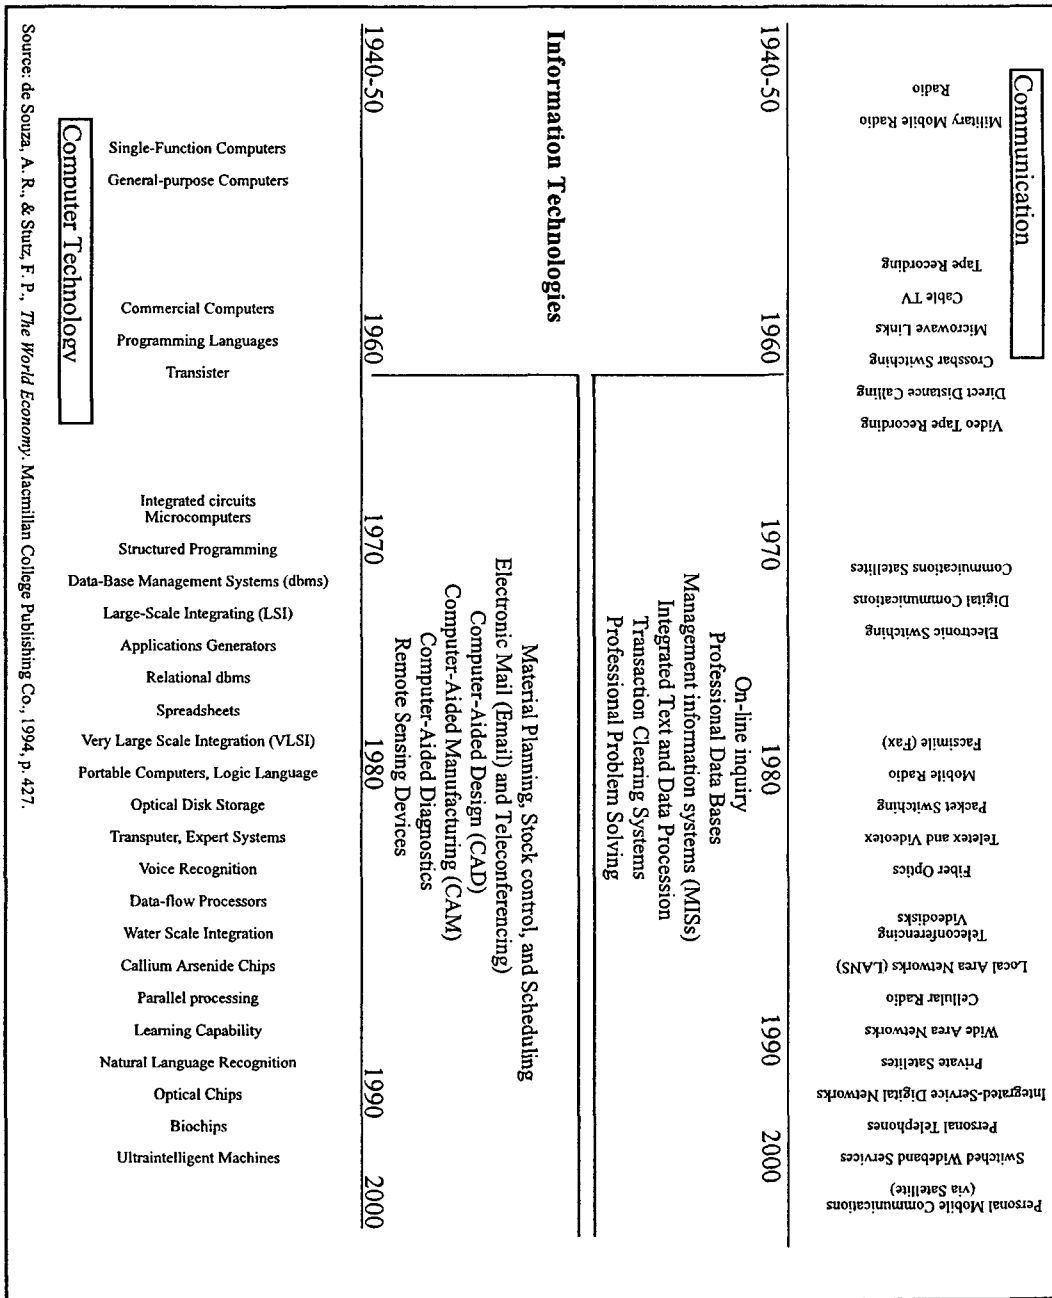 Communication
Radio
Military Mobile Radio
Tape Recording
Cable TV
Microwave Links
Crossbar Switching
Direct Distance Calling
Video Tape Recording
Communications Satellites
Digital Communications
Electronic Switching
Facsimile (Fax)
Mobile Radio
Packet Switching
Teletex and Videotex
Fiber Optics
Videodisks
Teleconferencing
Local Area Networks (LANS)
Cellular Radio
Wide Area Networks
Private Satelites
Integrated-Service Digital Networks
Personal Telephones
Switched Wideband Services
Personal Mobile Communications
(via Satellite)
1940-50
1960
1970
1980
1990
2000
Information Technologies
On-line inquiry
Professional Data Bases
Management information systems (MISs)
Integrated Text and Data Procession
Transaction Clearing Systems
Professional Problem Solving
Material Planning, Stock control, and Scheduling
Electronic Mail (Email) and Teleconferencing)
Computer-Aided Design (CAD)
Computer-Aided Manufacturing (CAM)
Computer-Aided Diagnostics
Remote Sensing Devices
1940-50
1960
1970
1980
1990
2000
Single-Function Computers
General-purpose Computers
Commercial Computers
Programming Languages
Transister
Integrated circuits
Microcomputers
Structured Programming
Data-Base Management Systems (dbms)
Large-Scale Integrating (LSI)
Applications Generators
Relational dbms
Spreadsheets
Very Large Scale Integration (VLSI)
Portable Computers, Logic Language
Optical Disk Storage
Transputer, Expert Systems
Voice Recognition
Data-flow Processors
Water Scale Integration
Callium Arsenide Chips
Parallel processing
Learning Capability
Natural Language Recognition
Optical Chips
Biochips
Ultraintelligent Machines
Computer Technology
Source: de Souza, A. R., & Stutz, F. P., The World Economy. Macmillan College Publishing Co., 1994, p. 427.